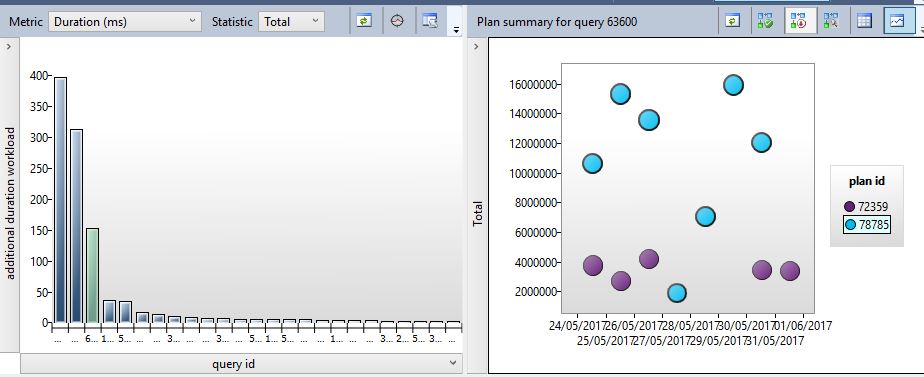 Metric Duration (ms) Statistic Total
Plan summary for query 63600
additional duration workload
400
350
300
250
200
150
100
50
0
... ... 6... 1... 5... ... ... 3... ... ... 3... ... 5... 1... 5... ... ... 1... ... ... 3... 2... 5... 3... ...
query id
Total
16000000
14000000
12000000
10000000
8000000
6000000
4000000
2000000
24/05/2017 26/05/2017 28/05/2017 30/05/2017 01/06/2017
25/05/2017 27/05/2017 29/05/2017 31/05/2017
plan id
72359
78785